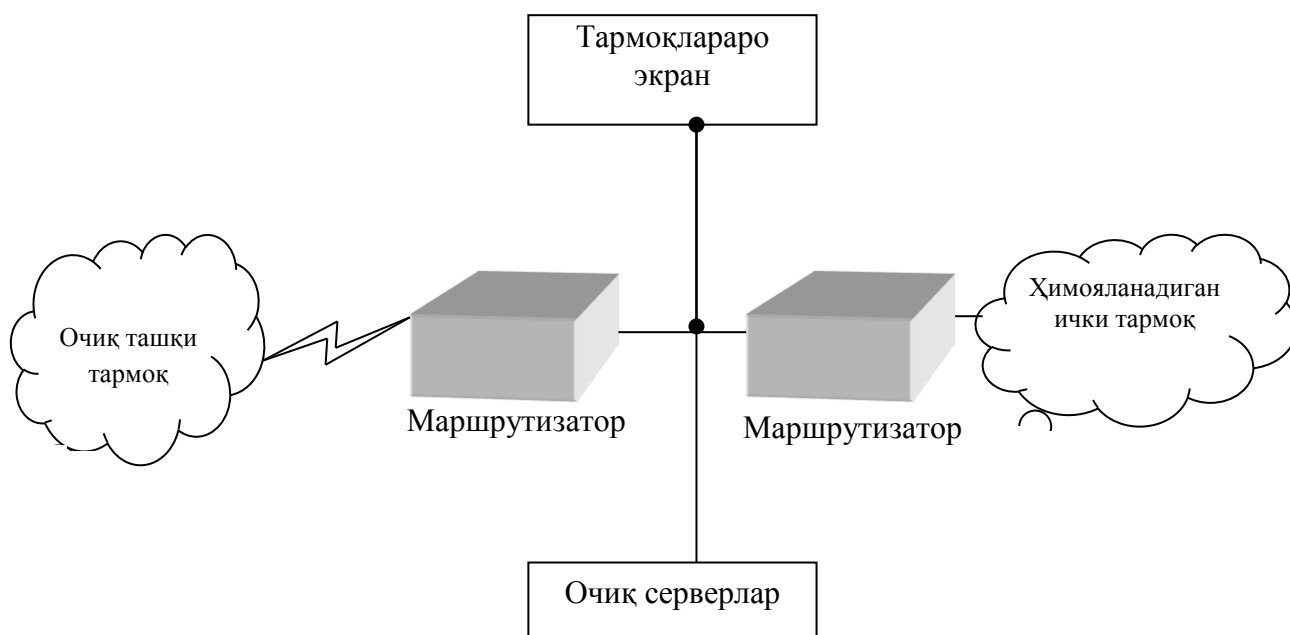 Тармоқлараро
экран
Очиқ ташқи
тармоқ
Маршрутизатор
Маршрутизатор
Ҳимояланадиган
ички тармоқ
Очиқ серверлар